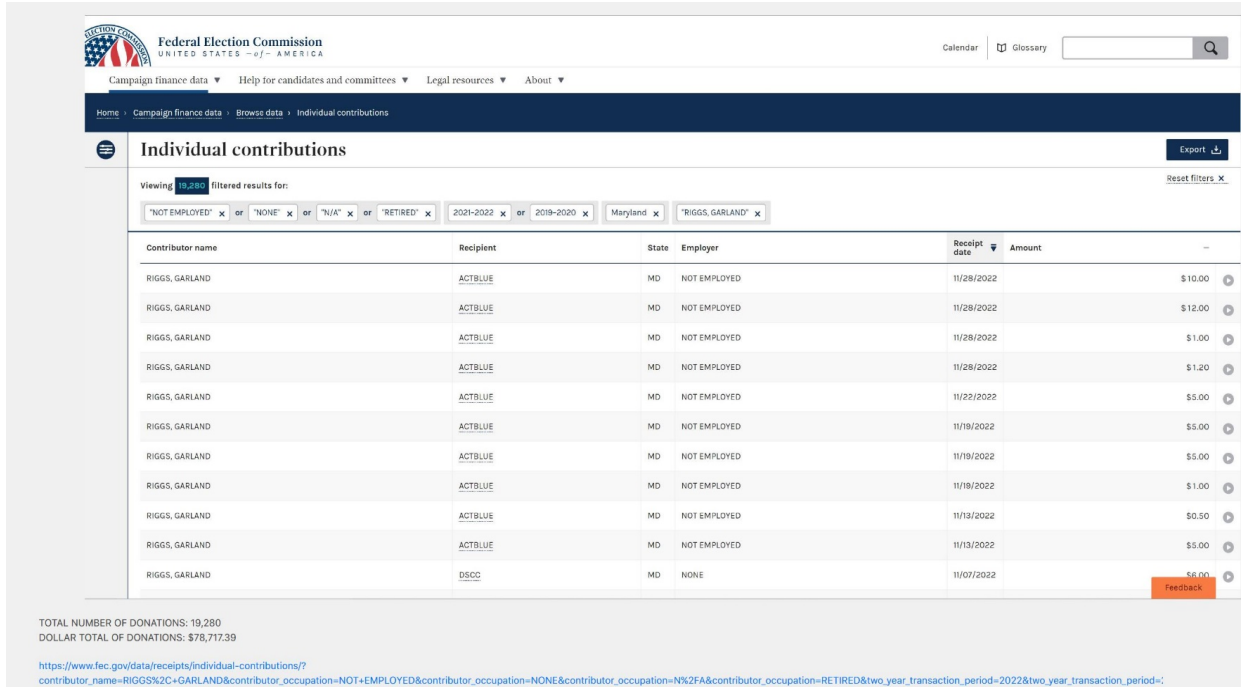 ELECTION COMMISSION
Federal Election Commission
UNITED STATES -of- AMERICA
Calendar Glossary
Campaign finance data ▼ Help for candidates and committees ▼ Legal resources ▼ About ▼
Home › Campaign finance data › Browse data › Individual contributions
Individual contributions
Export
Viewing 19,280 filtered results for:
Reset filters X
"NOT EMPLOYED" x or "NONE" x or "N/A" x or "RETIRED" x 2021-2022 x or 2019-2020 x Maryland x "RIGGS, GARLAND" x
Contributor name Recipient State Employer Receipt date Amount –
RIGGS, GARLAND ACTBLUE MD NOT EMPLOYED 11/28/2022 $10.00
RIGGS, GARLAND ACTBLUE MD NOT EMPLOYED 11/28/2022 $12.00
RIGGS, GARLAND ACTBLUE MD NOT EMPLOYED 11/28/2022 $1.00
RIGGS, GARLAND ACTBLUE MD NOT EMPLOYED 11/28/2022 $1.20
RIGGS, GARLAND ACTBLUE MD NOT EMPLOYED 11/22/2022 $5.00
RIGGS, GARLAND ACTBLUE MD NOT EMPLOYED 11/19/2022 $5.00
RIGGS, GARLAND ACTBLUE MD NOT EMPLOYED 11/19/2022 $5.00
RIGGS, GARLAND ACTBLUE MD NOT EMPLOYED 11/19/2022 $1.00
RIGGS, GARLAND ACTBLUE MD NOT EMPLOYED 11/13/2022 $0.50
RIGGS, GARLAND ACTBLUE MD NOT EMPLOYED 11/13/2022 $5.00
RIGGS, GARLAND DSCC MD NONE 11/07/2022 $6.00
Feedback
TOTAL NUMBER OF DONATIONS: 19,280
DOLLAR TOTAL OF DONATIONS: $78,717.39
https://www.fec.gov/data/receipts/individual-contributions/?
contributor_name=RIGGS%2C+GARLAND&contributor_occupation=NOT+EMPLOYED&contributor_occupation=NONE&contributor_occupation=N%2FA&contributor_occupation=RETIRED&two_year_transaction_period=2022&two_year_transaction_period=